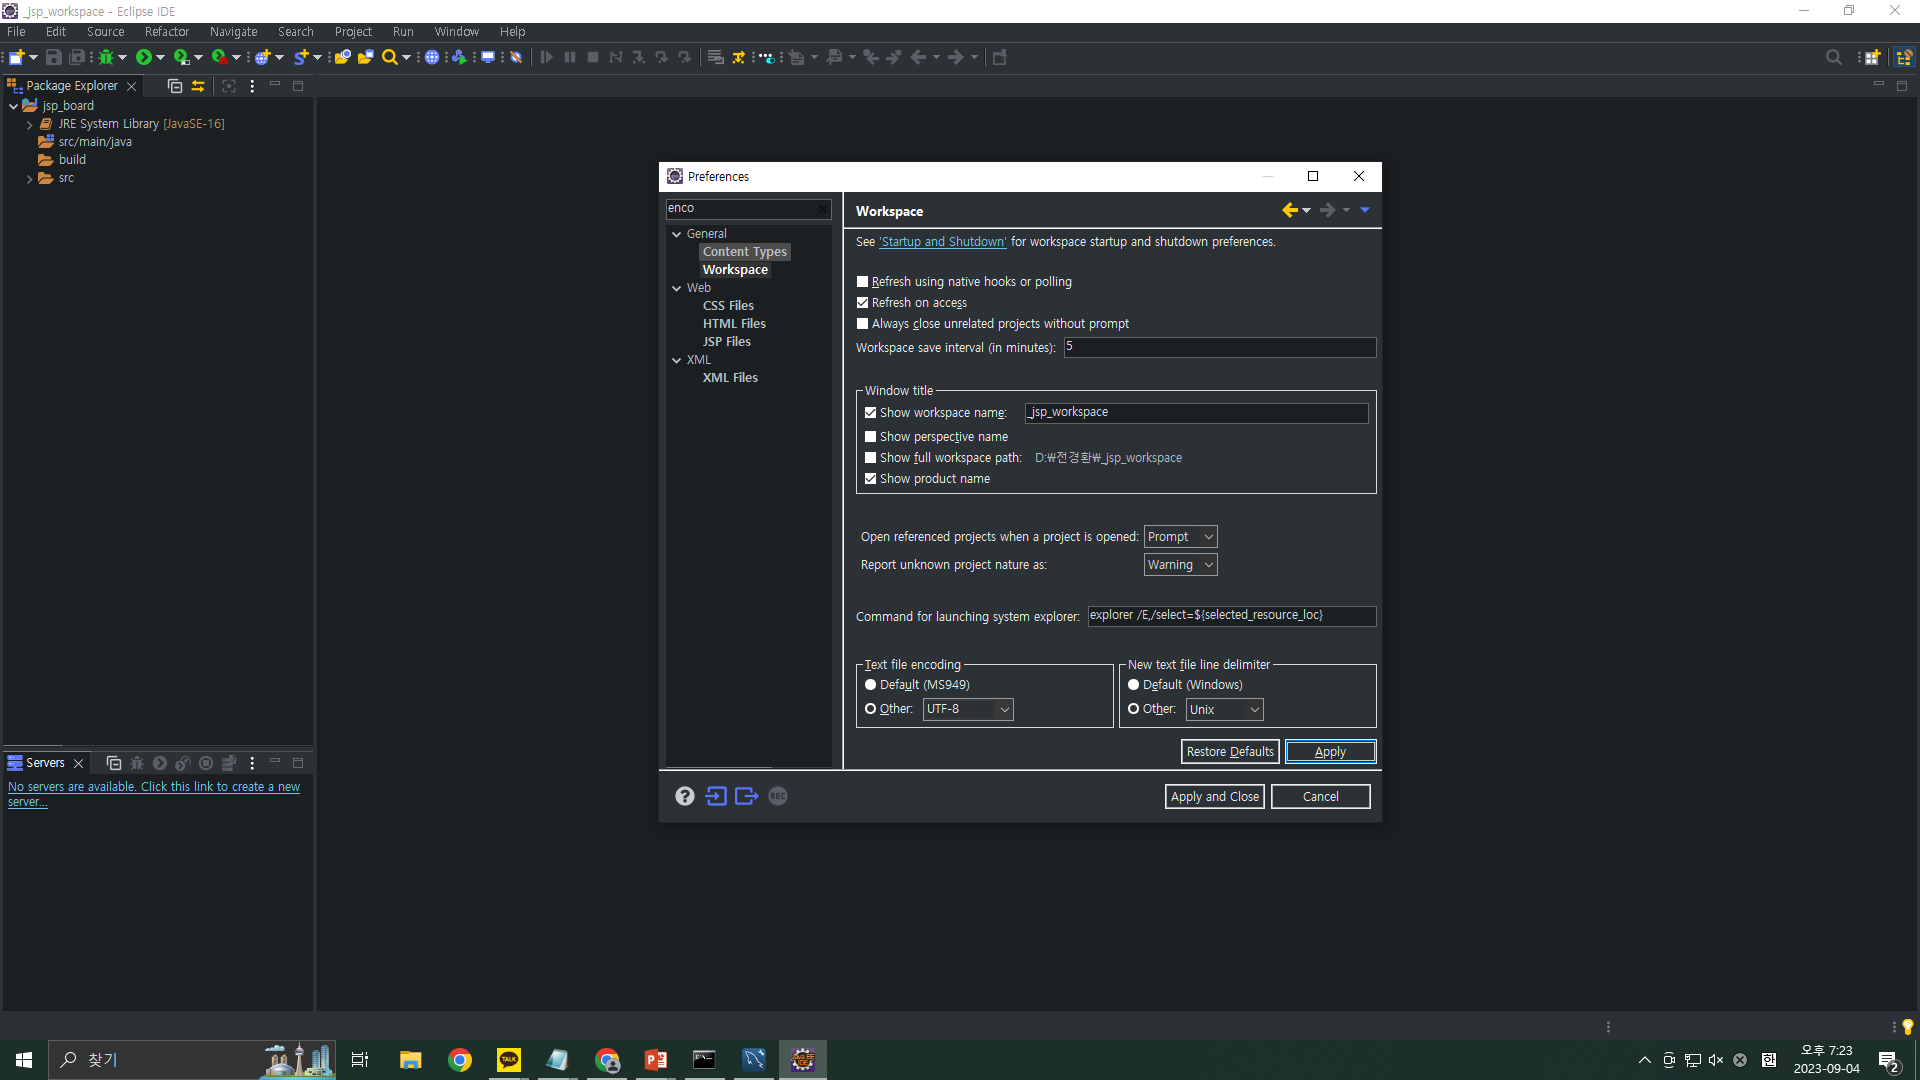 _jsp_workspace - Eclipse IDE
File Edit Source Refactor Navigate Search Project Run Window Help
Package Explorer
jsp_board
JRE System Library [JavaSE-16]
src/main/java
build
src
Preferences
enco
General
Content Types
Workspace
Web
CSS Files
HTML Files
JSP Files
XML
XML Files
Workspace
See 'Startup and Shutdown' for workspace startup and shutdown preferences.
Refresh using native hooks or polling
Refresh on access
Always close unrelated projects without prompt
Workspace save interval (in minutes): 5
Window title
Show workspace name: _jsp_workspace
Show perspective name
Show full workspace path: D:₩전경환₩_jsp_workspace
Show product name
Open referenced projects when a project is opened: Prompt
Report unknown project nature as: Warning
Command for launching system explorer: explorer /E,/select=${selected_resource_loc}
Text file encoding
Default (MS949)
Other: UTF-8
New text file line delimiter
Default (Windows)
Other: Unix
Restore Defaults Apply
REC
Apply and Close Cancel
Servers
No servers are available. Click this link to create a new
server...
찾기
TALK
한
오후 7:23
2023-09-04
2